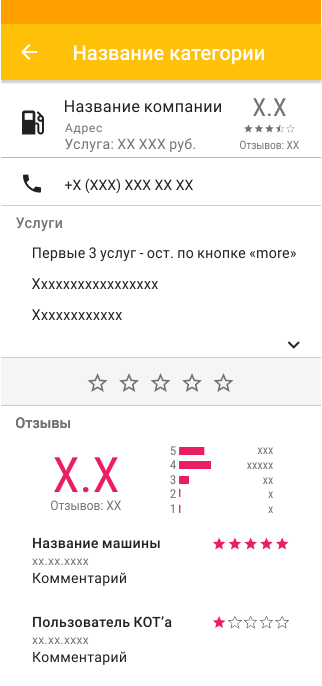 Название категории
Название компании
X.X
Адрес
Услуга: XX XXX руб.
Отзывов: XX
+X (XXX) XXX XX XX
Услуги
Первые 3 услуг - ост. по кнопке «more»
Xxxxxxxxxxxxxxxxxx
Xxxxxxxxxxxxx
Отзывы
X.X
Отзывов: XX
5 xxx
4 xxxxx
3 xx
2 x
1 x
Название машины
xx.xx.xxxx
Комментарий
Пользователь КОТ’а
xx.xx.xxxx
Комментарий